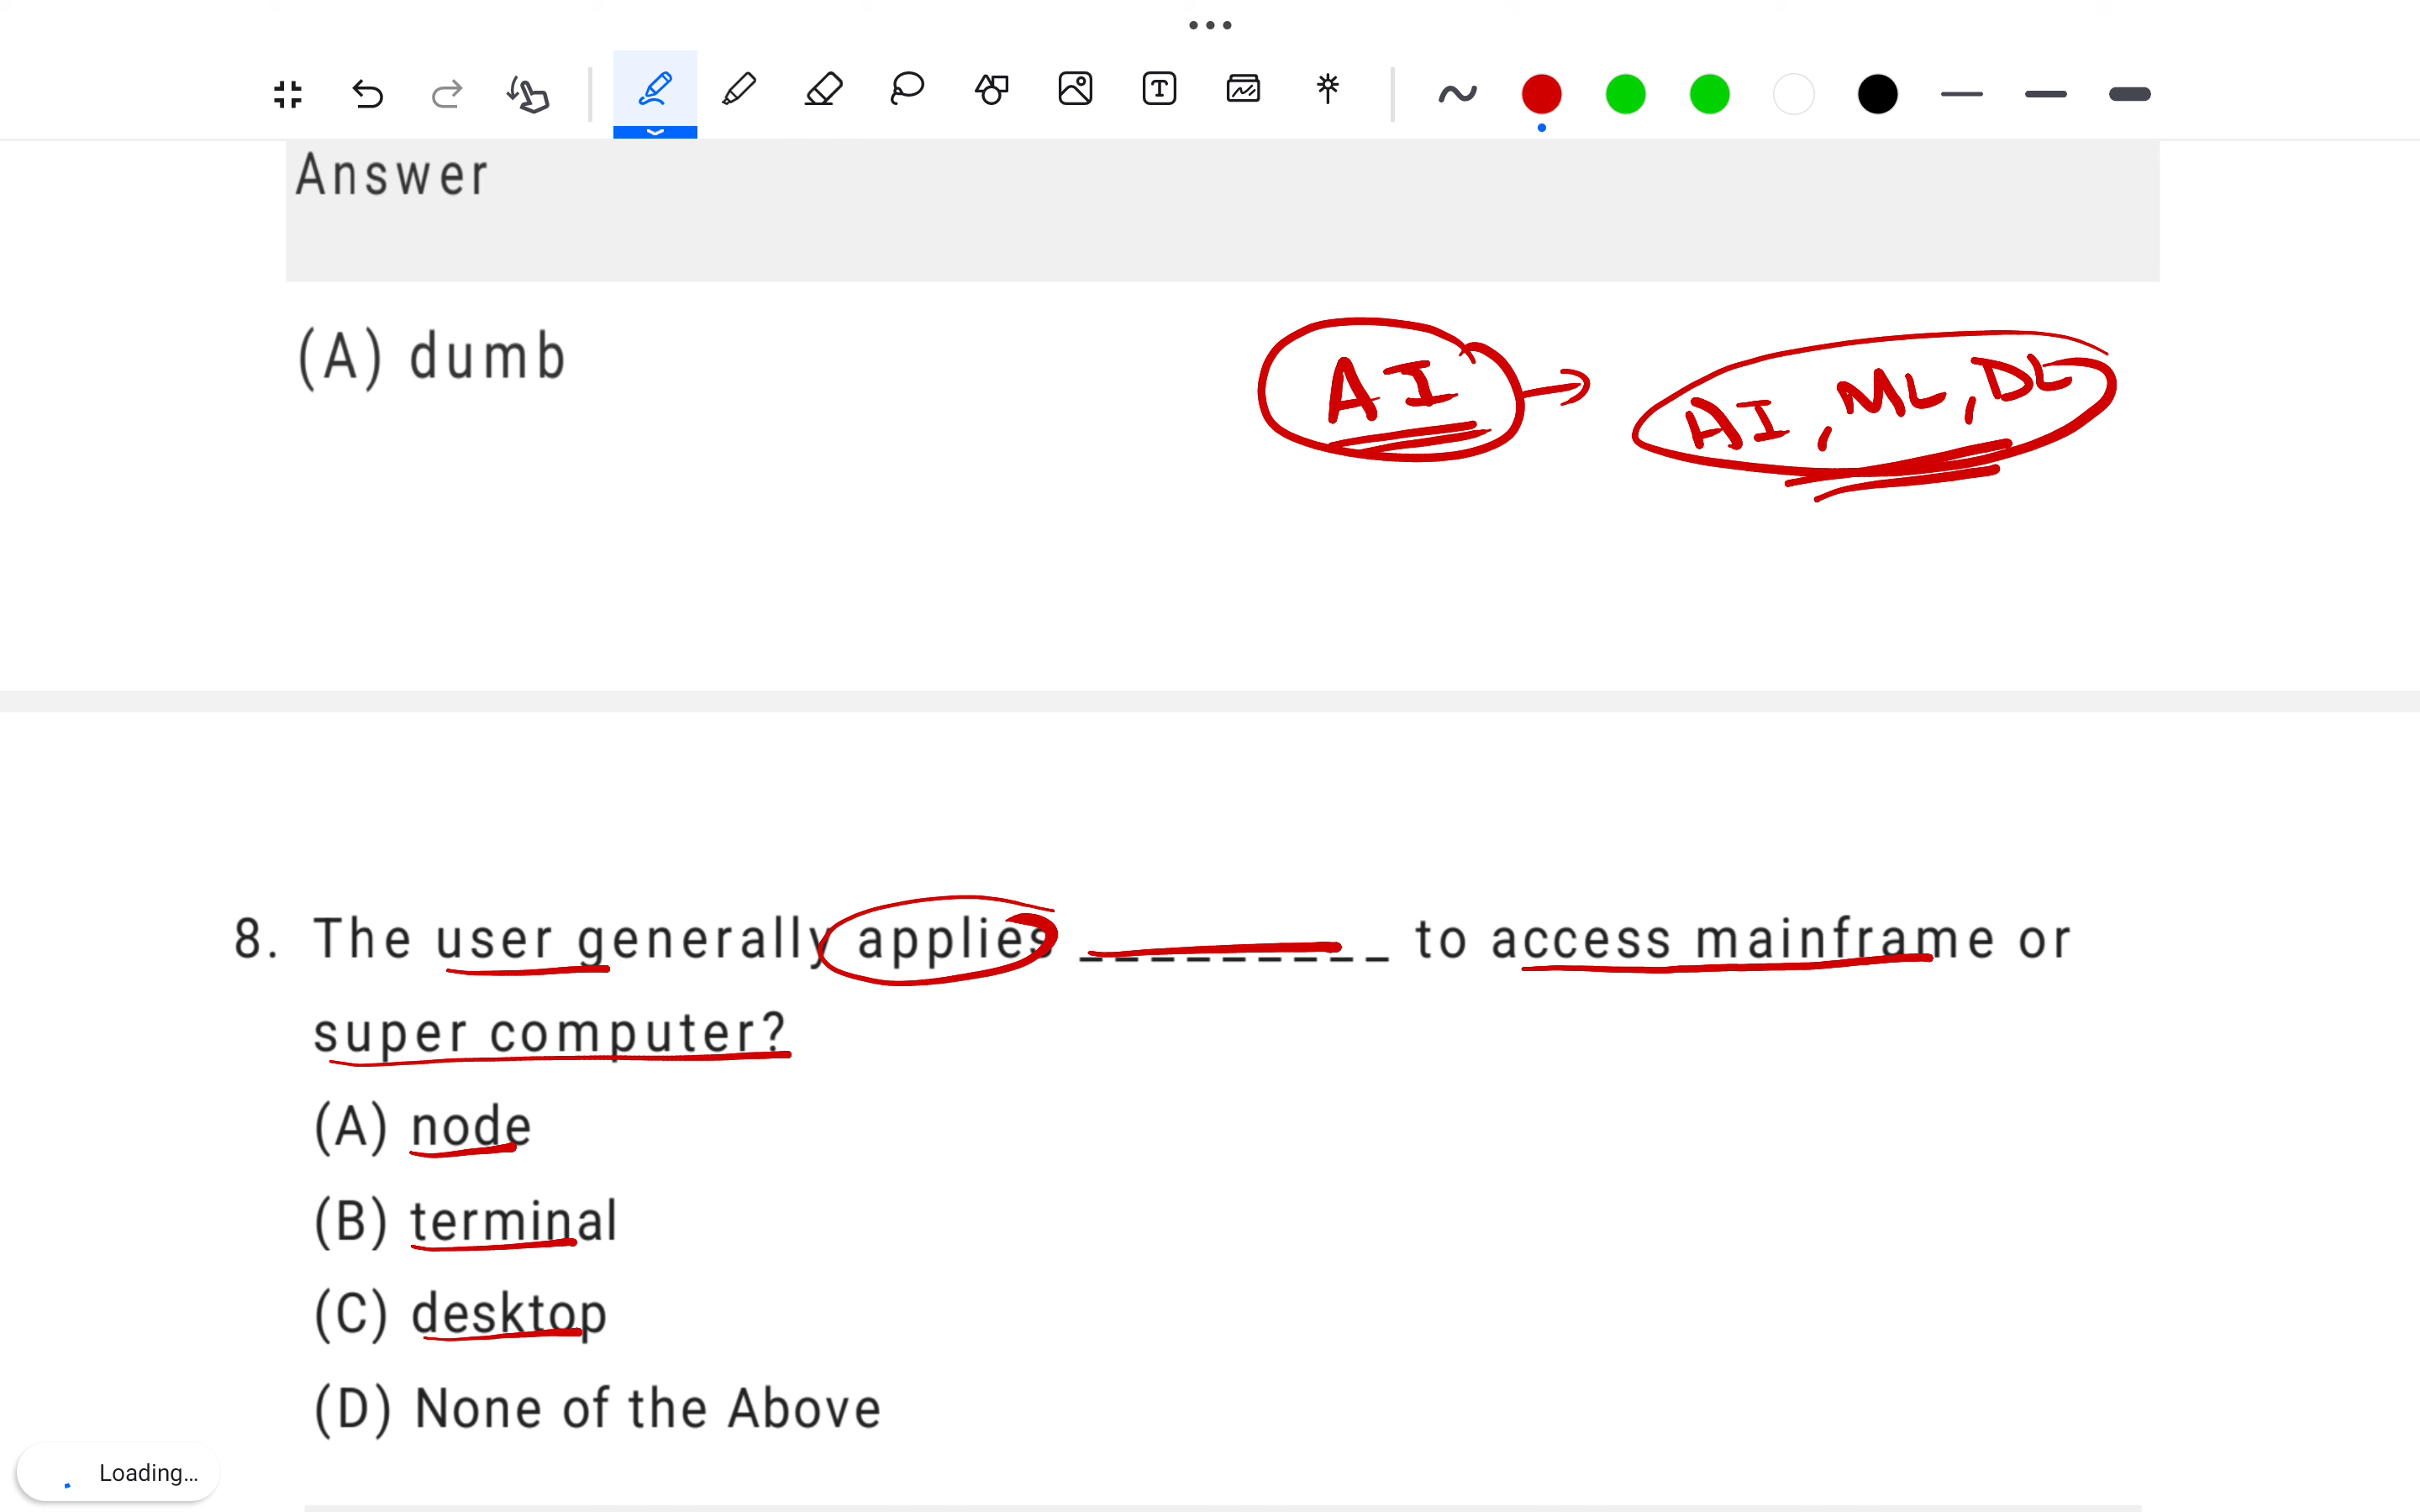 Answer
(A) dumb
AI → AI, ML, DL
8. The user generally applies __________ to access mainframe or
super computer?
(A) node
(B) terminal
(C) desktop
(D) None of the Above
Loading...